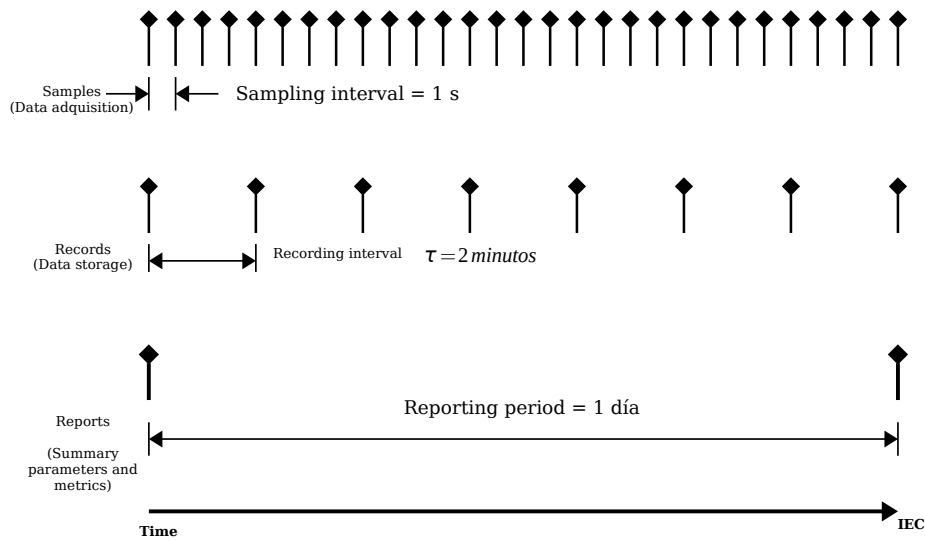 Samples
(Data adquisition)
Sampling interval = 1 s
Records
(Data storage)
Recording interval τ = 2 minutos
Reporting period = 1 día
Reports
(Summary
parameters and
metrics)
Time
IEC